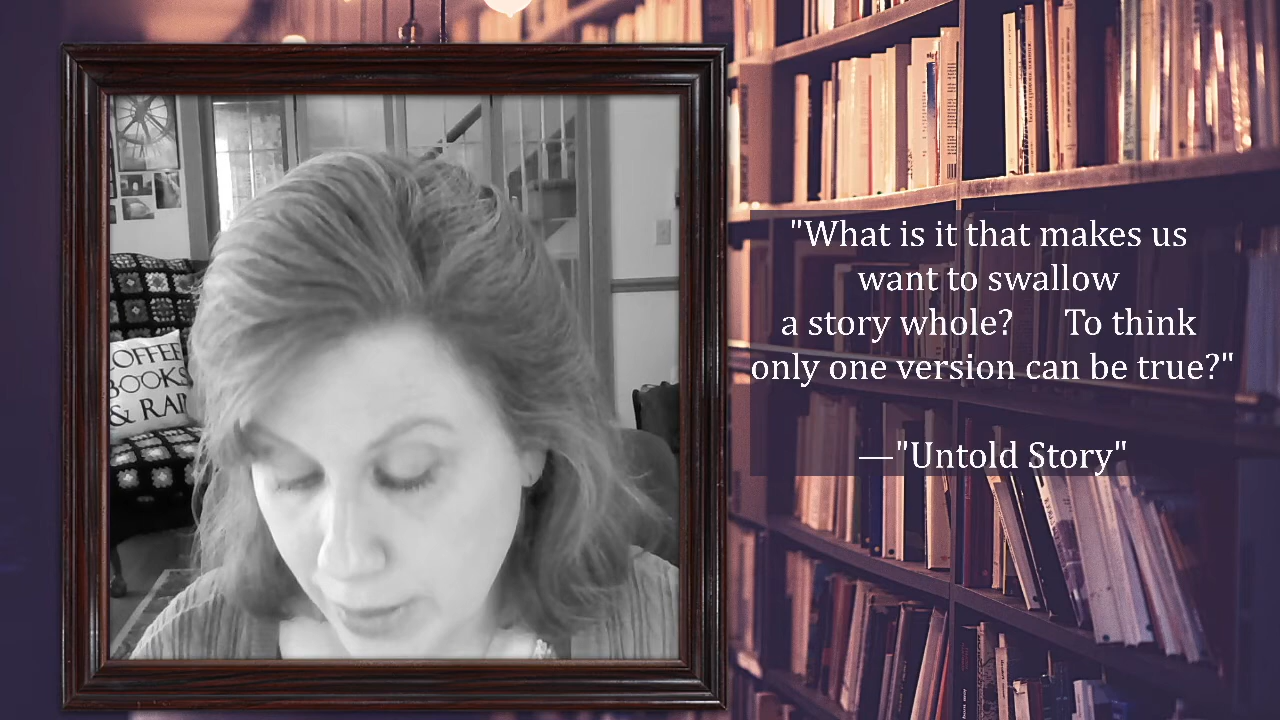 OFFEE
BOOKS
& RAI
"What is it that makes us
want to swallow
a story whole?      To think
only one version can be true?"
—"Untold Story"